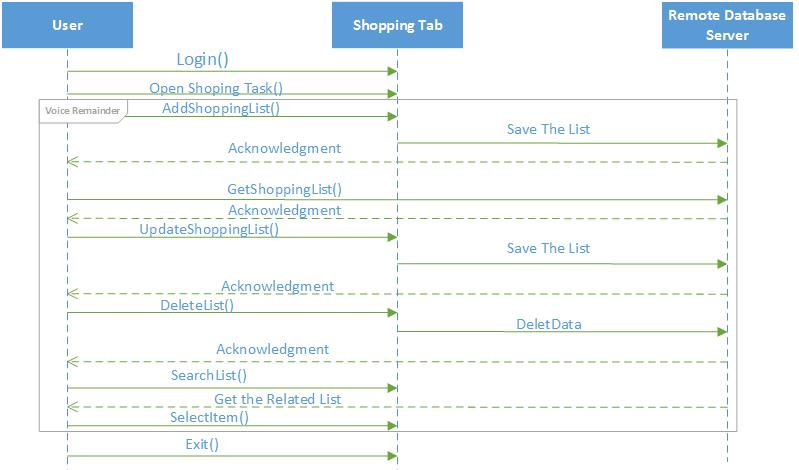 User
Shopping Tab
Remote Database
Server
Login()
Open Shoping Task()
Voice Remainder
AddShoppingList()
Save The List
Acknowledgment
GetShoppingList()
Acknowledgment
UpdateShoppingList()
Save The List
Acknowledgment
DeleteList()
DeletData
Acknowledgment
SearchList()
Get the Related List
SelectItem()
Exit()